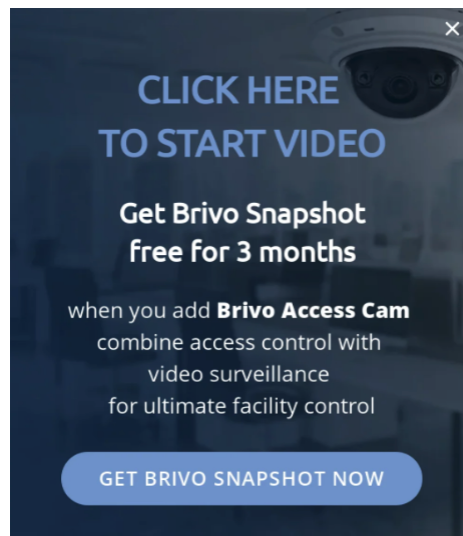 CLICK HERE
TO START VIDEO
Get Brivo Snapshot
free for 3 months
when you add Brivo Access Cam
combine access control with
video surveillance
for ultimate facility control
GET BRIVO SNAPSHOT NOW